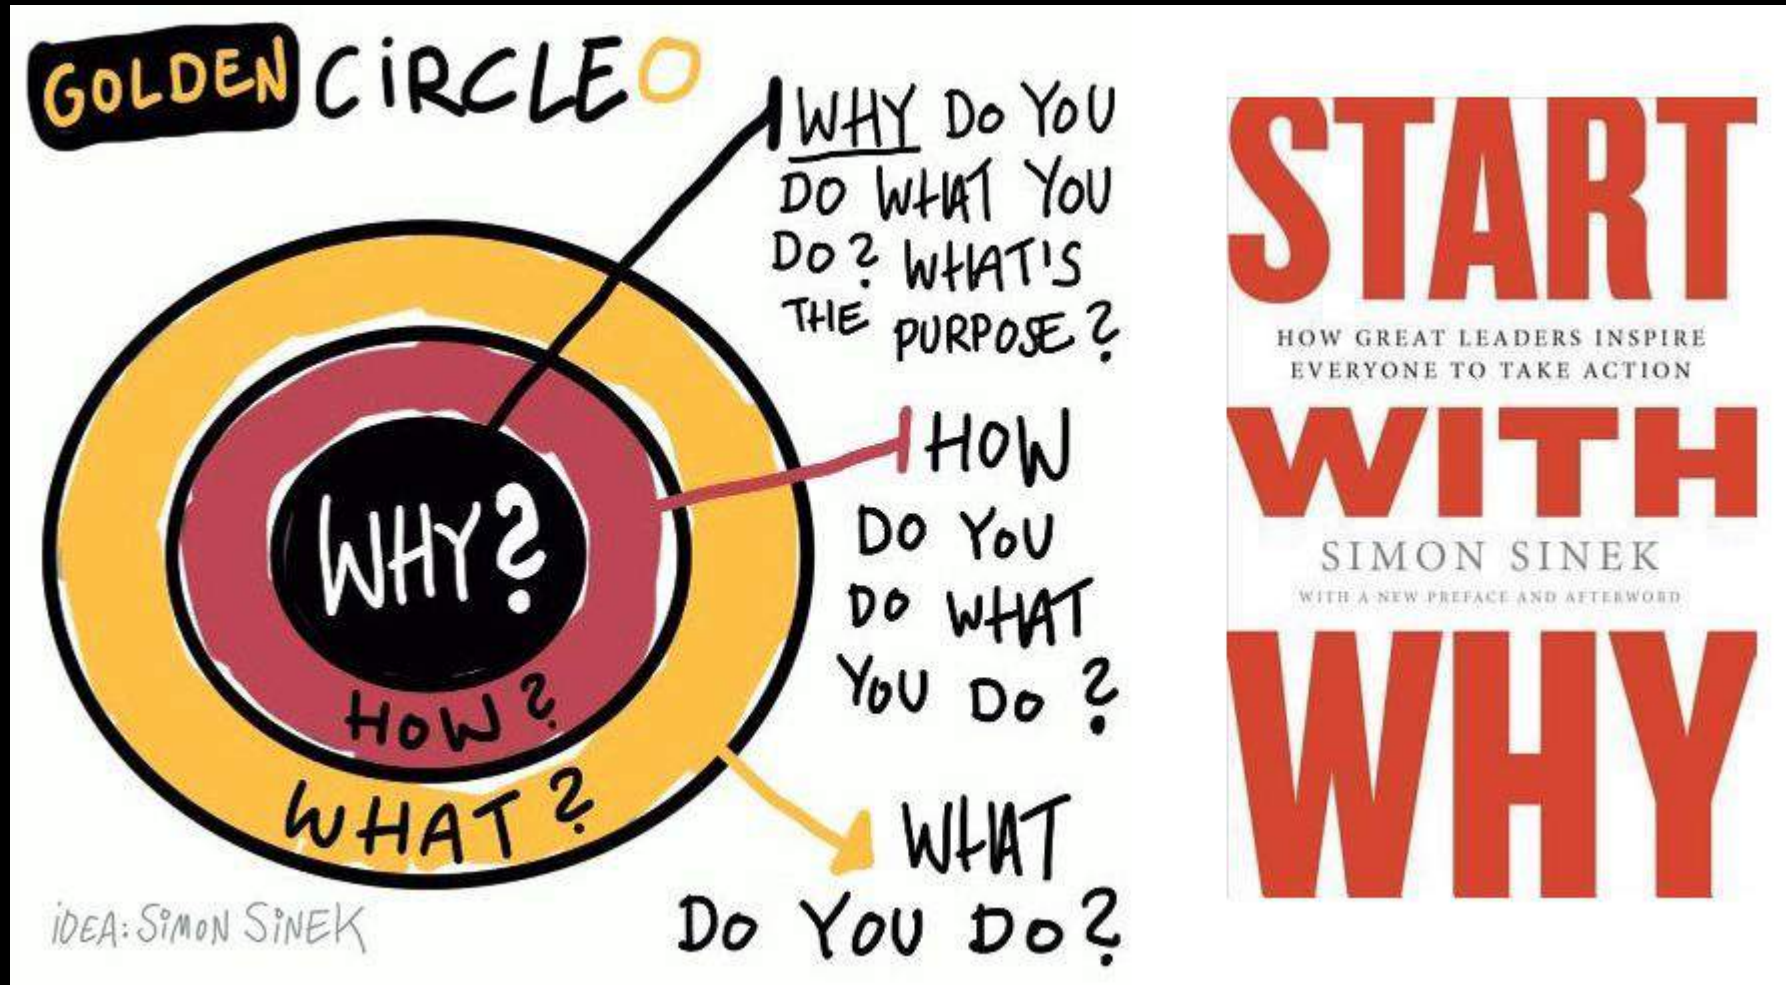 GOLDEN CiRCLE
WHY DO YOU
DO WHAT YOU
DO? WHAT'S
THE PURPOSE?
HOW
DO YOU
DO WHAT
YOU DO?
WHAT
DO YOU DO?
WHY?
HOW?
WHAT?
iDEA: SiMON SiNEK
START
HOW GREAT LEADERS INSPIRE
EVERYONE TO TAKE ACTION
WITH
SIMON SINEK
WITH A NEW PREFACE AND AFTERWORD
WHY